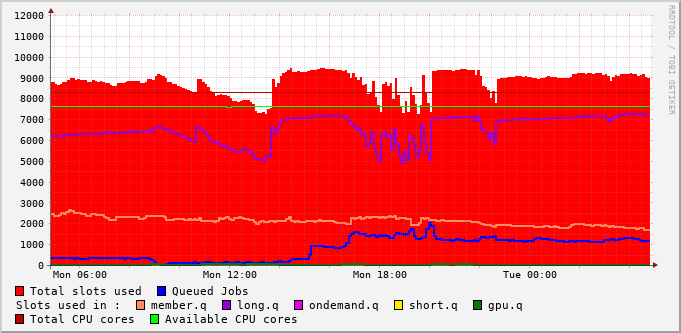 12000
11000
10000
9000
8000
7000
6000
5000
4000
3000
2000
1000
0
Mon 06:00 Mon 12:00 Mon 18:00 Tue 00:00
Total slots used Queued Jobs
Slots used in : member.q long.q ondemand.q short.q gpu.q
Total CPU cores Available CPU cores
RRDTOOL / TOBI OETIKER